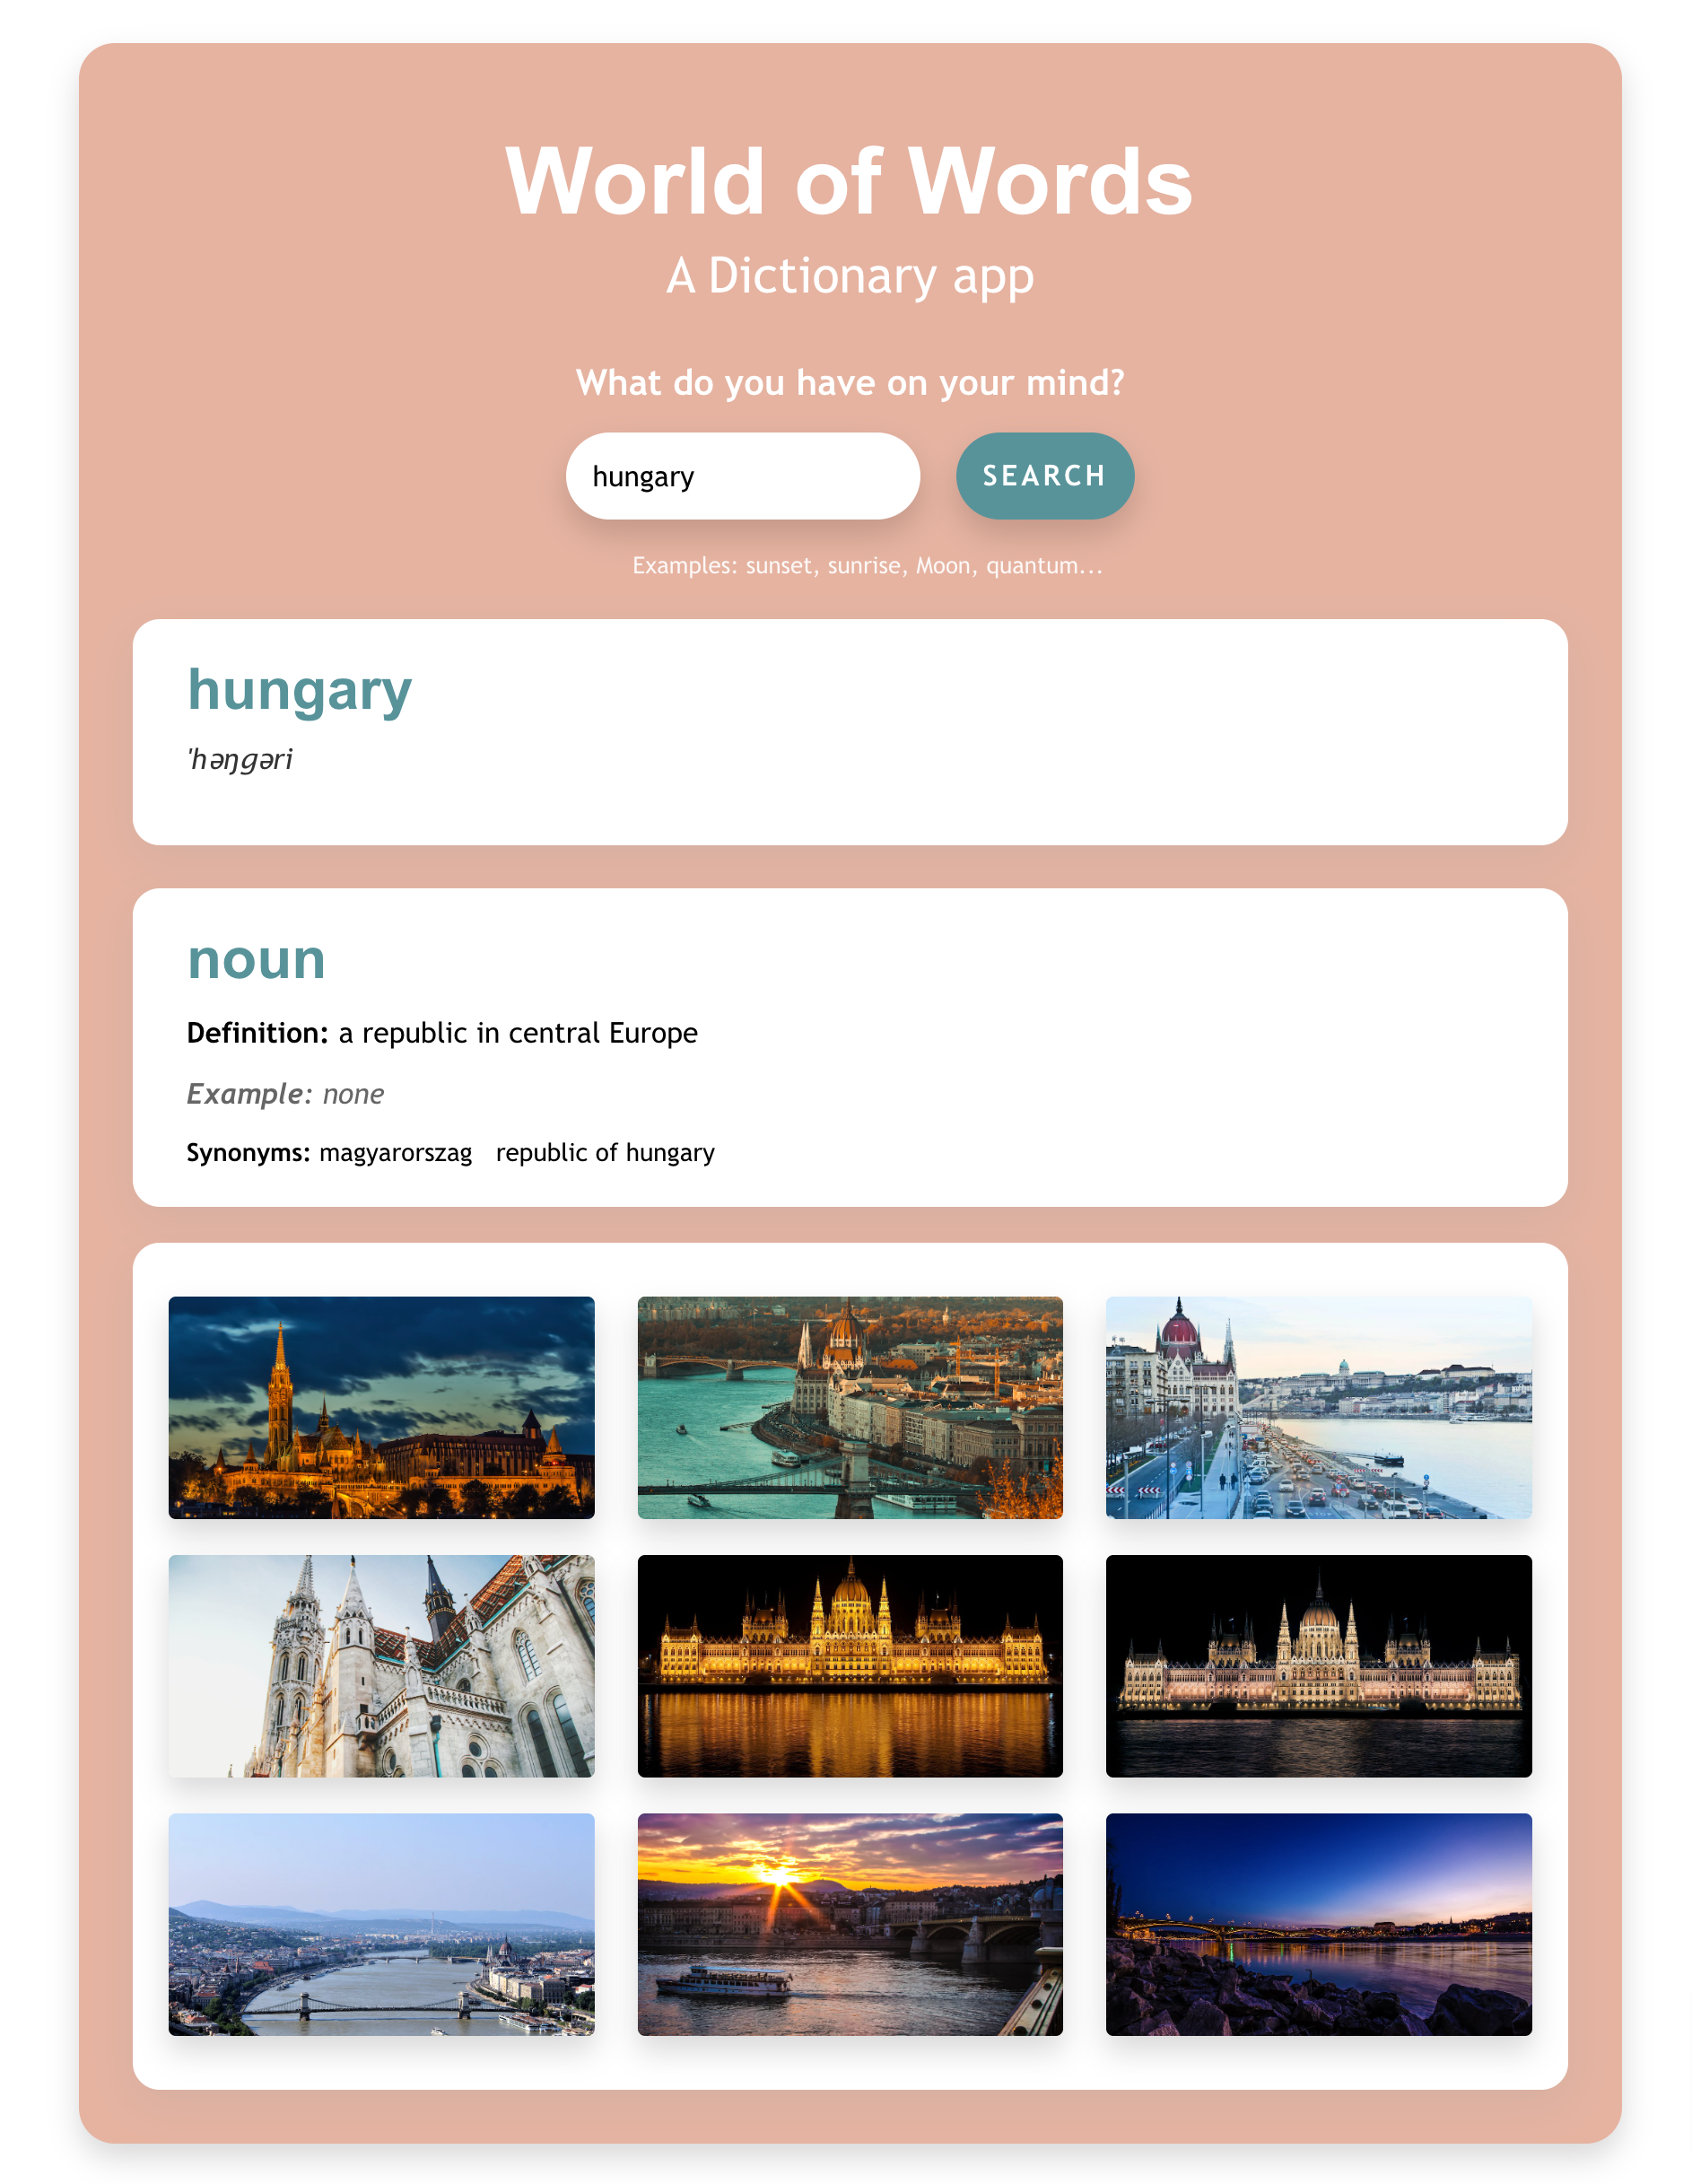 World of Words
A Dictionary app
What do you have on your mind?
hungary
SEARCH
Examples: sunset, sunrise, Moon, quantum...
hungary
'həŋɡəri
noun
Definition: a republic in central Europe
Example: none
Synonyms: magyarorszag republic of hungary